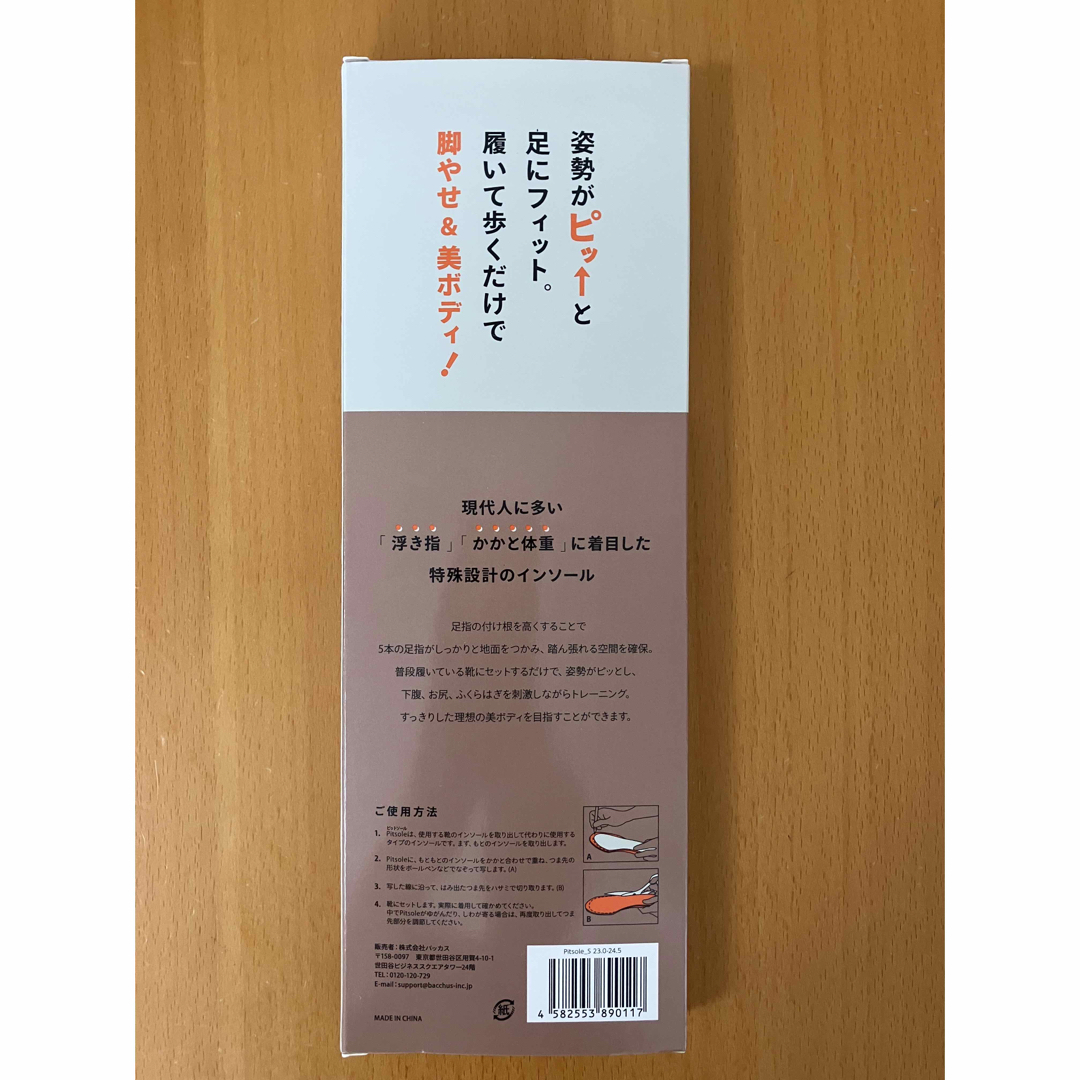 姿勢がピッ↑と
足にフィット。
履いて歩くだけで
脚やせ & 美ボディ!
現代人に多い
「浮き指」「かかと体重」に着目した
特殊設計のインソール
足指の付け根を高くすることで
5本の足指がしっかりと地面をつかみ、踏ん張れる空間を確保。
普段履いている靴にセットするだけで、姿勢がピッとし、
下腹、お尻、ふくらはぎを刺激しながらトレーニング。
すっきりした理想の美ボディを目指すことができます。
ご使用方法
ピットソール
1. Pitsoleは、使用する靴のインソールを取り出して代わりに使用する
タイプのインソールです。まず、もとのインソールを取り出します。
2. Pitsoleに、もともとのインソールをかかと合わせで重ね、つま先の
形状をボールペンなどでなぞって写します。(A)
3. 写した線に沿って、はみ出たつま先をハサミで切り取ります。(B)
4. 靴にセットします。実際に着用して確かめてください。
中でPitsoleがゆがんだり、しわが寄る場合は、再度取り出してつま
先部分を調節してください。
A
B
販売者:株式会社バッカス
〒158-0097 東京都世田谷区用賀4-10-1
世田谷ビジネススクエアタワー24階
TEL:0120-120-729
E-mail:support@bacchus-inc.jp
MADE IN CHINA
紙
Pitsole_S 23.0-24.5
4 582553 890117